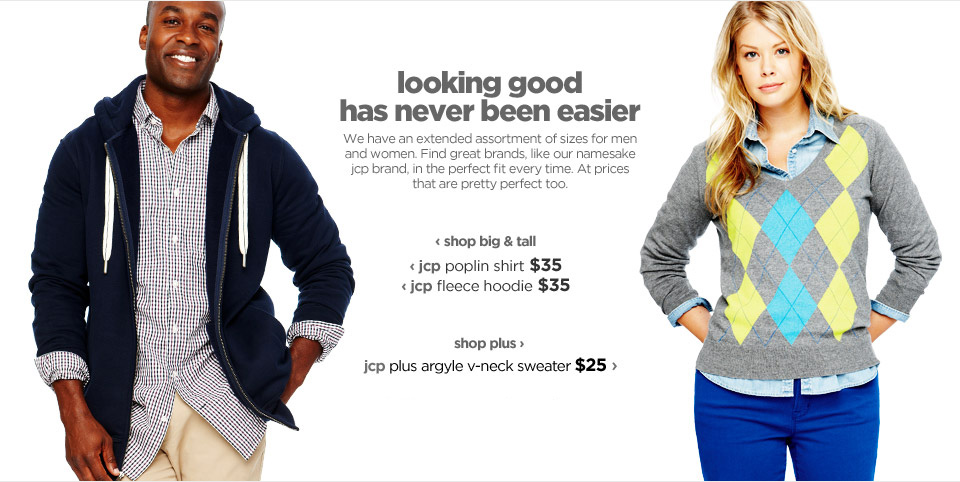 looking good
has never been easier
We have an extended assortment of sizes for men
and women. Find great brands, like our namesake
jcp brand, in the perfect fit every time. At prices
that are pretty perfect too.
‹ shop big & tall
‹ jcp poplin shirt $35
‹ jcp fleece hoodie $35
shop plus ›
jcp plus argyle v-neck sweater $25 ›